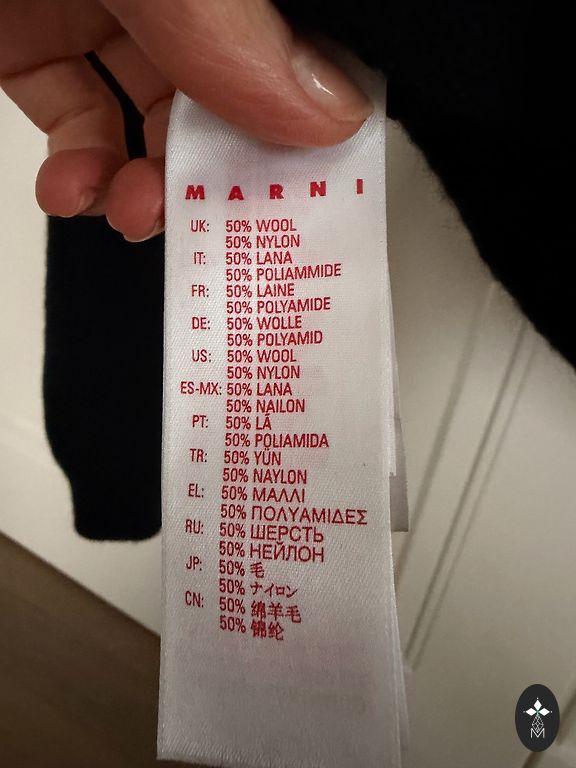 MARNI
UK: 50% WOOL
50% NYLON
IT: 50% LANA
50% POLIAMMIDE
FR: 50% LAINE
50% POLYAMIDE
DE: 50% WOLLE
50% POLYAMID
US: 50% WOOL
50% NYLON
ES-MX: 50% LANA
50% NAILON
PT: 50% LÃ
50% POLIAMIDA
TR: 50% YÜN
50% NAYLON
EL: 50% ΜΑΛΛΙ
50% ΠΟΛΥΑΜΙΔΕΣ
RU: 50% ШЕРСТЬ
50% НЕЙЛОН
JP: 50% 毛
50% ナイロン
CN: 50% 绵羊毛
50% 锦纶
M